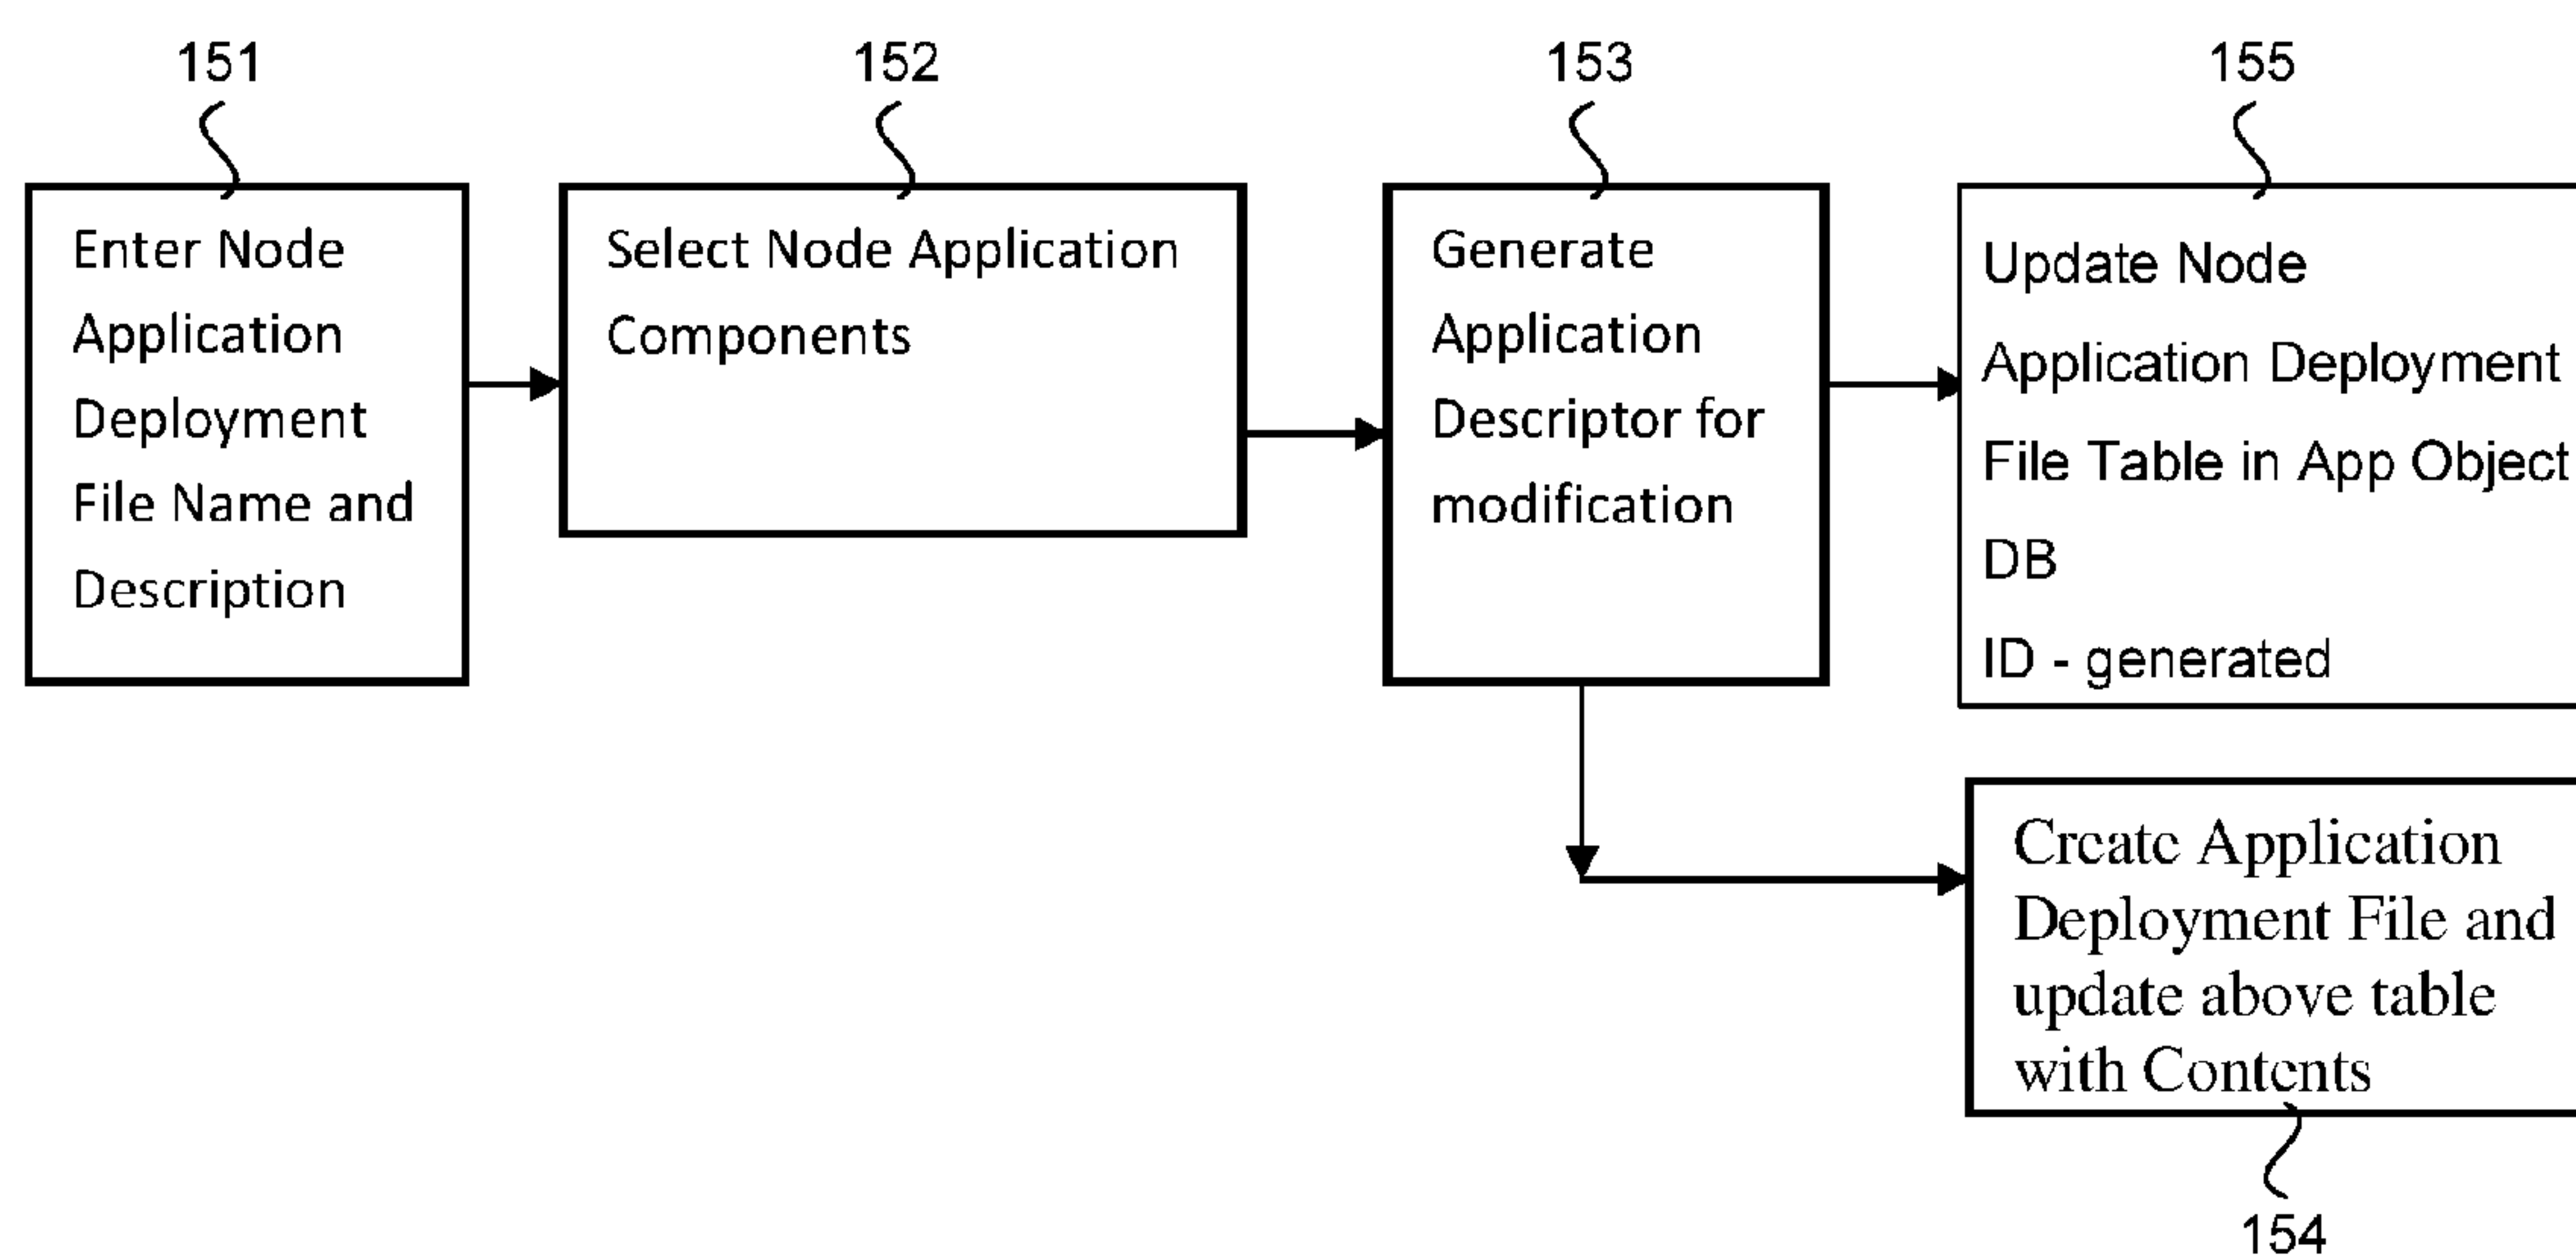 151
152
153
155
Enter Node
Application
Deployment
File Name and
Description
Select Node Application
Components
Generate
Application
Descriptor for
modification
Update Node
Application Deployment
File Table in App Object
DB
ID - generated
Create Application
Deployment File and
update above table
with Contents
154